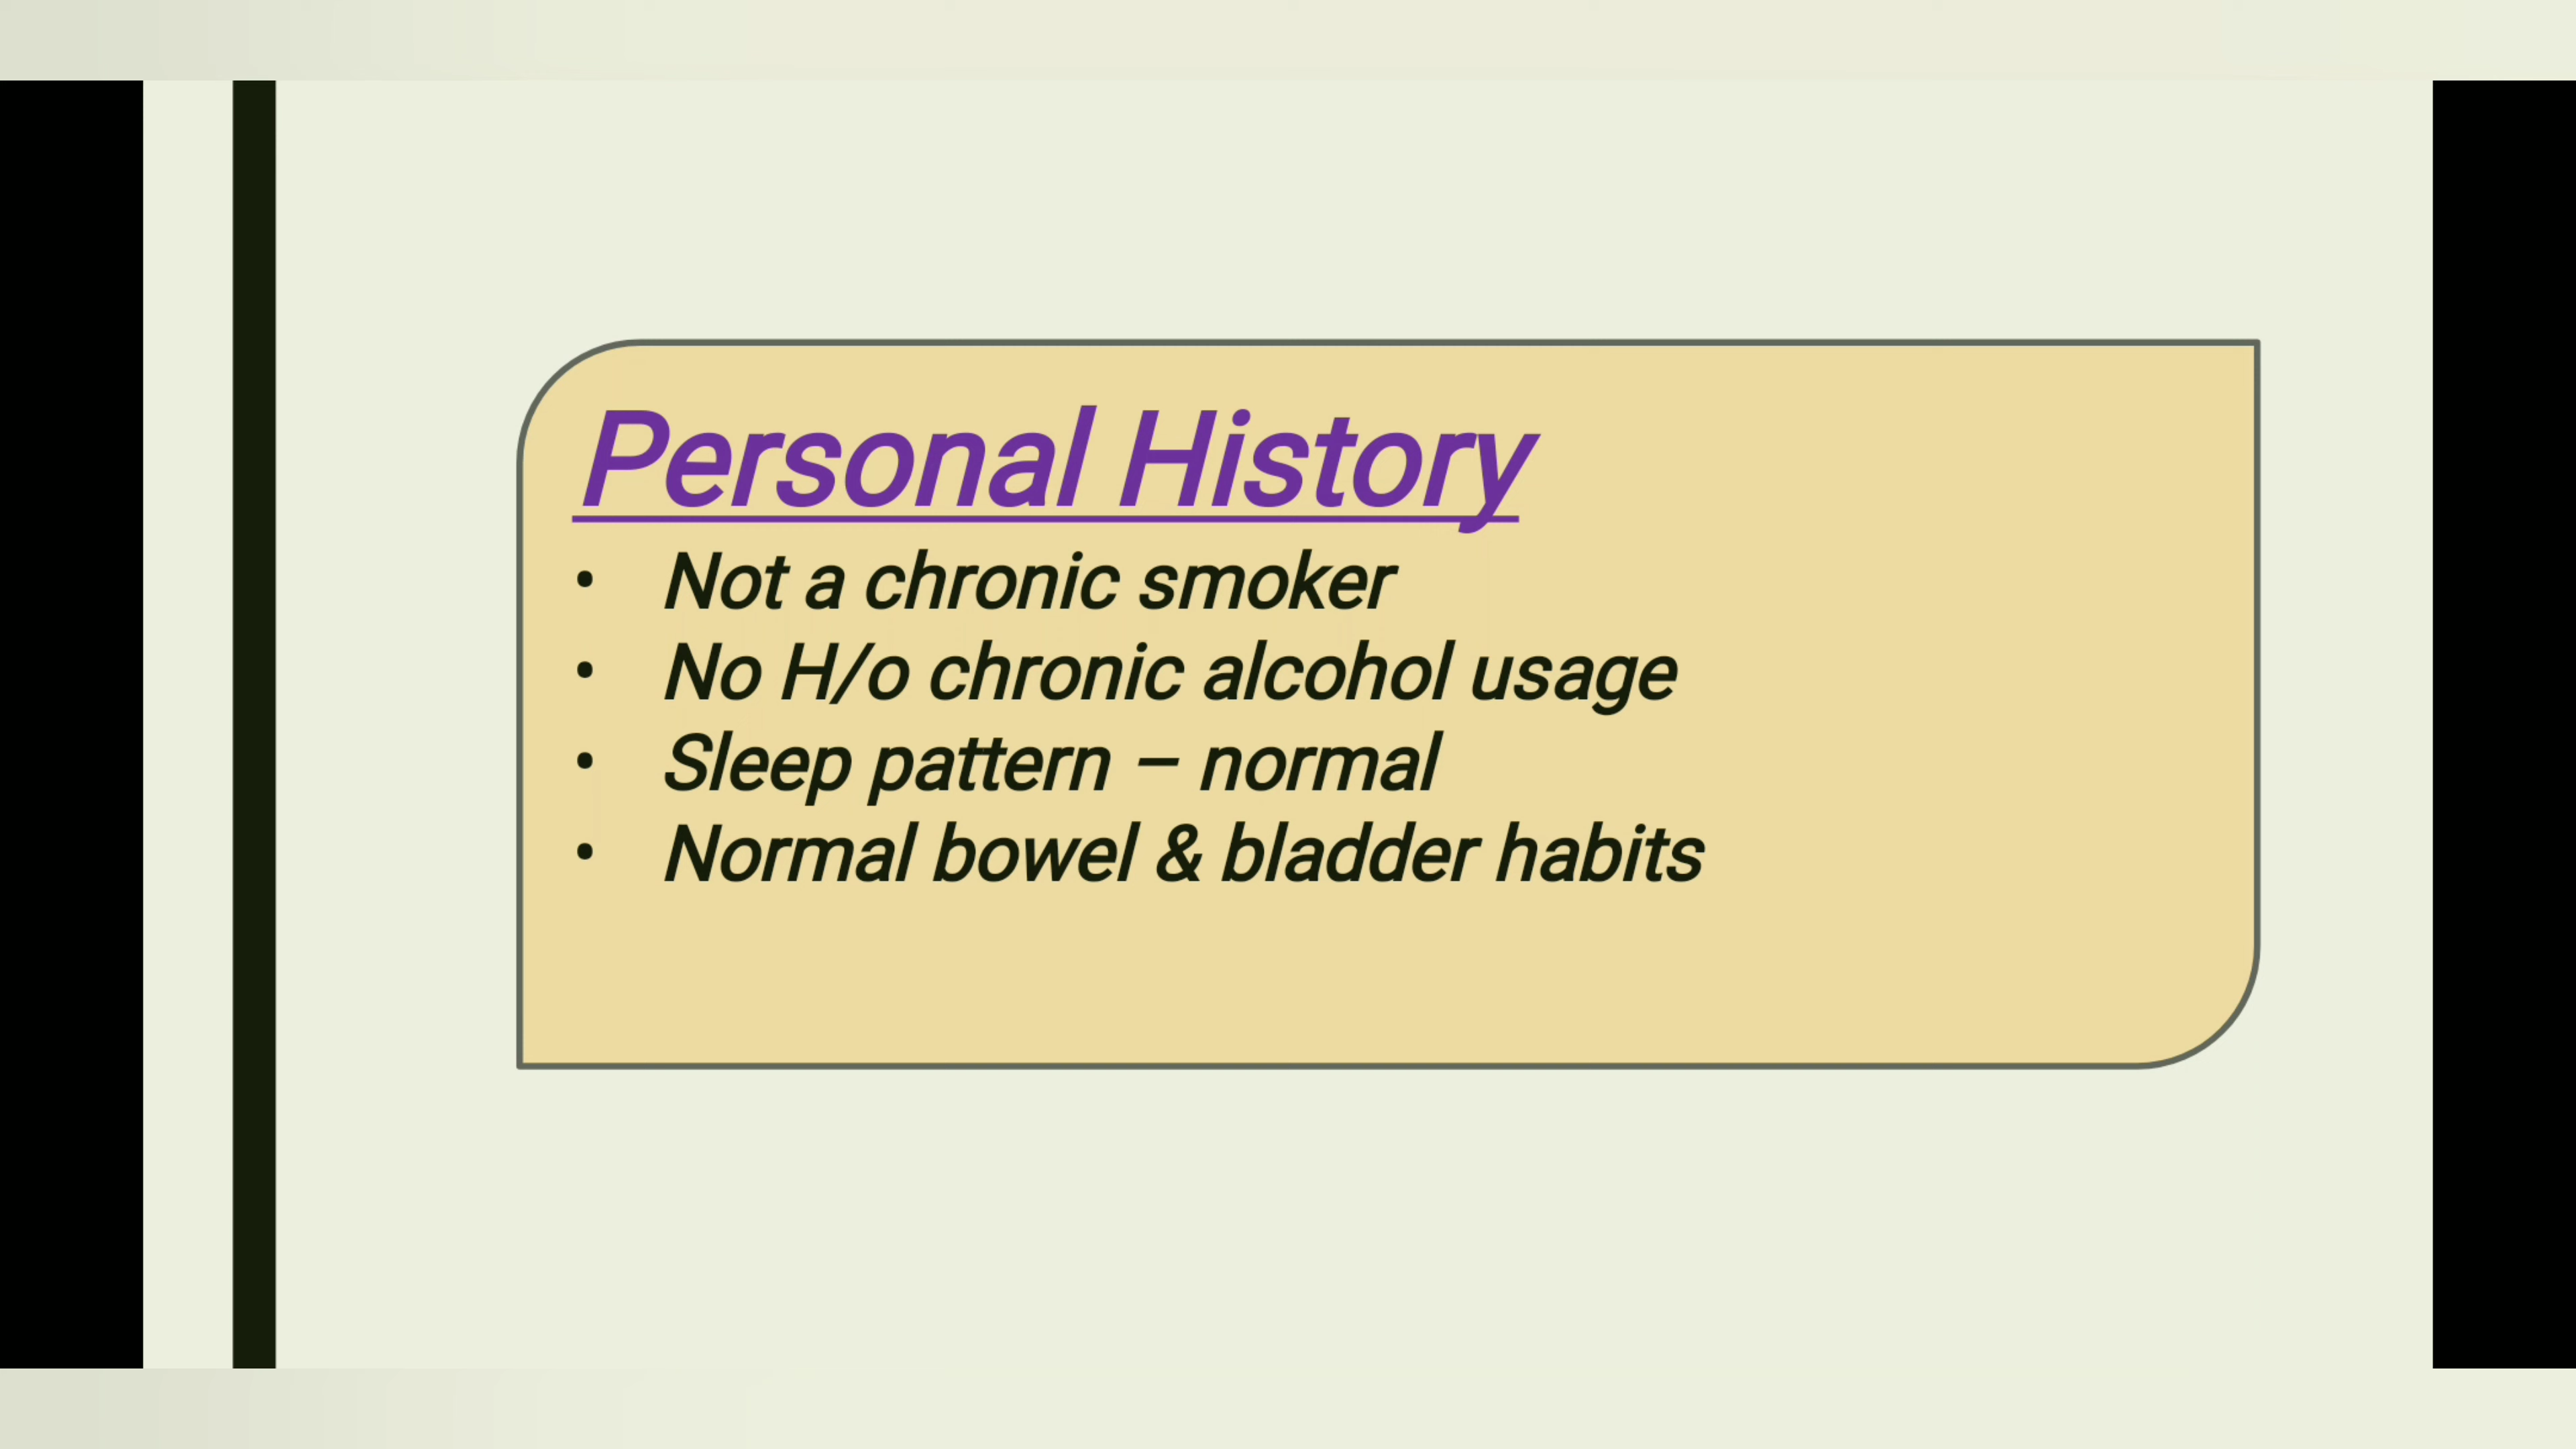 Personal History
• Not a chronic smoker
• No H/o chronic alcohol usage
• Sleep pattern – normal
• Normal bowel & bladder habits